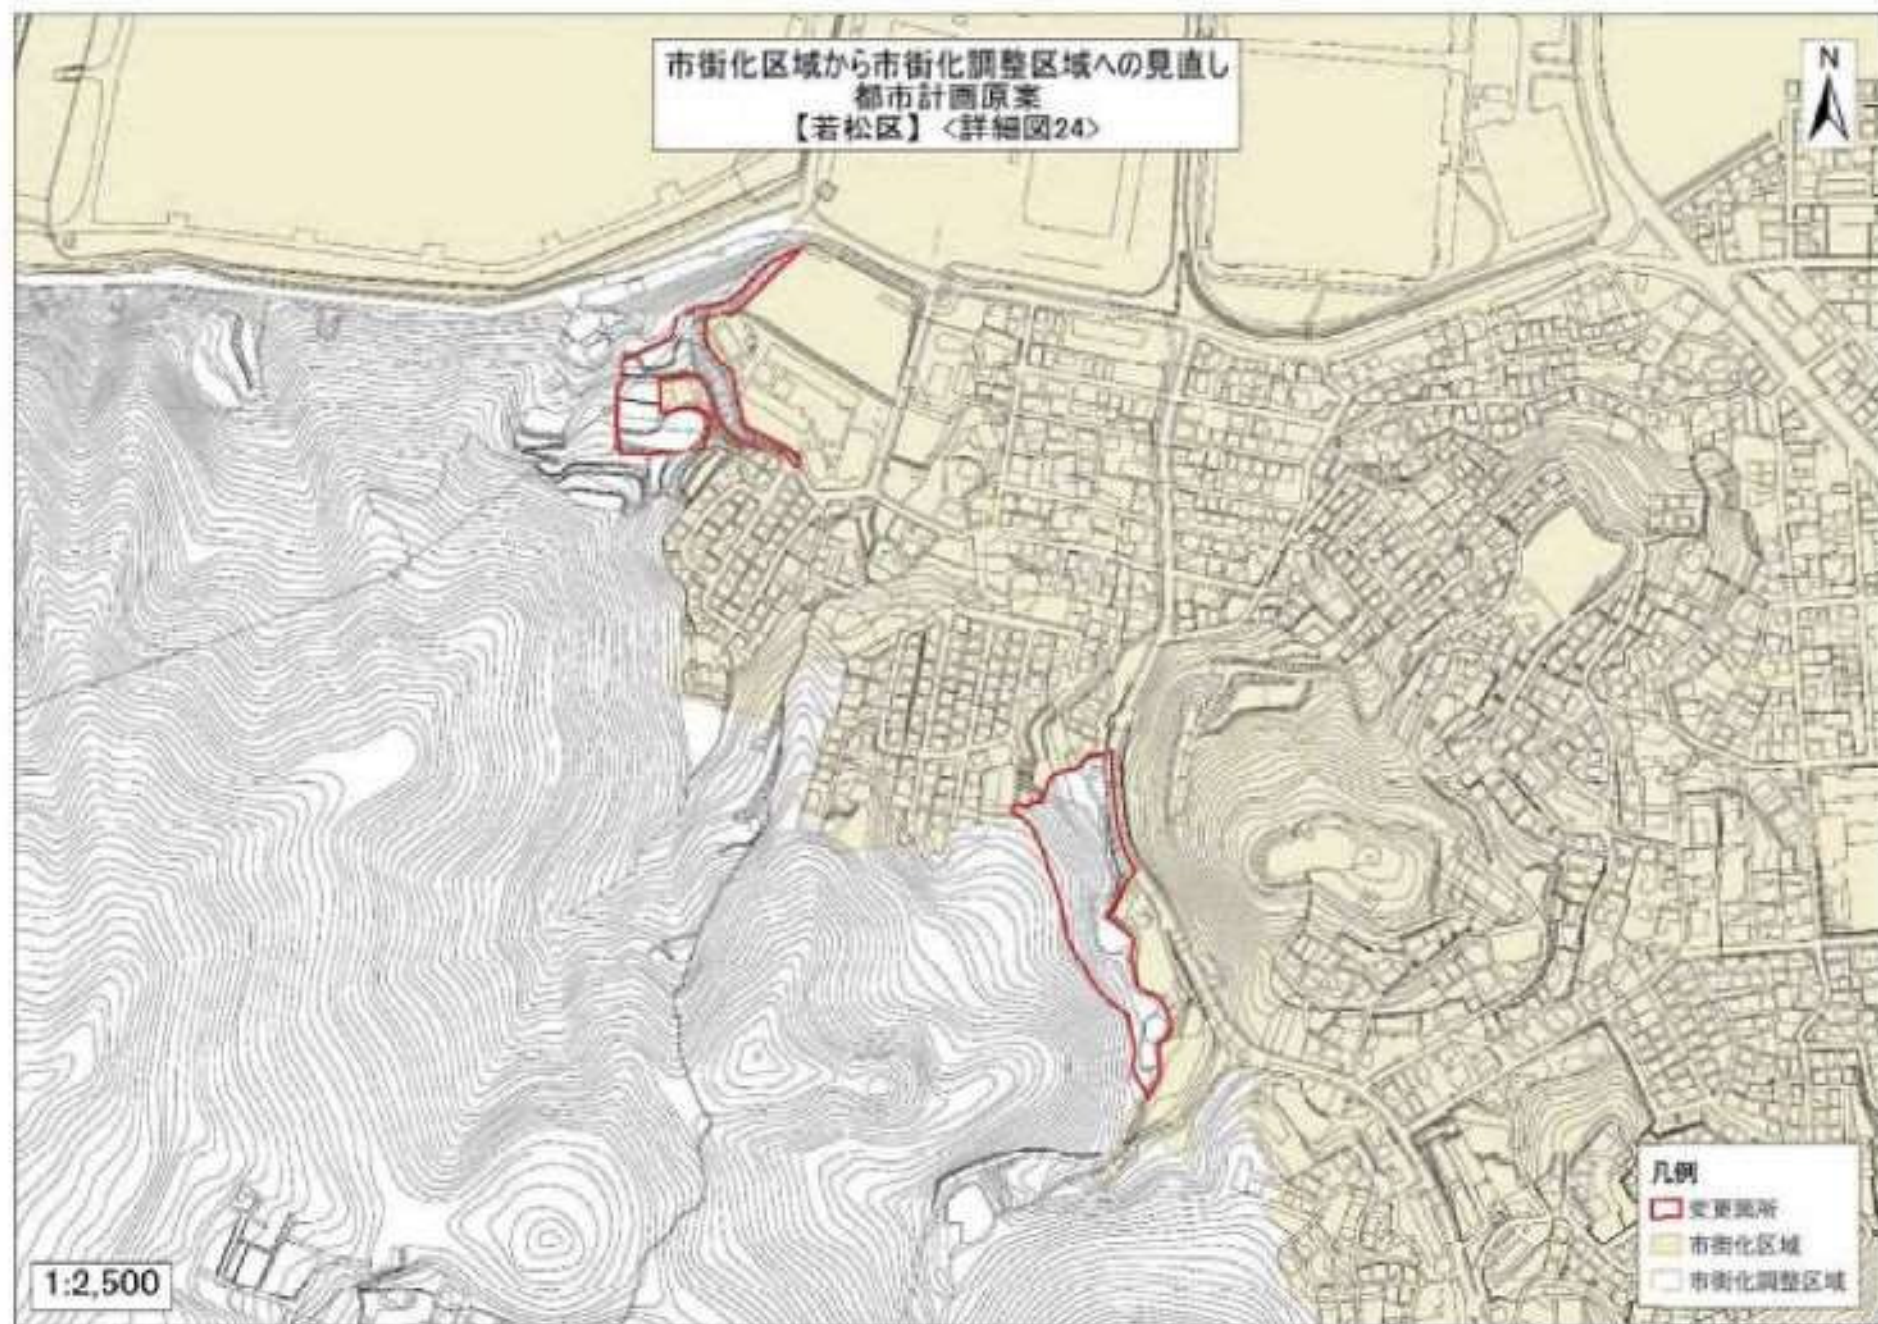 市街化区域から市街化調整区域への見直し
都市計画原案
【若松区】<詳細図24>
N
凡例
変更箇所
市街化区域
市街化調整区域
1:2,500